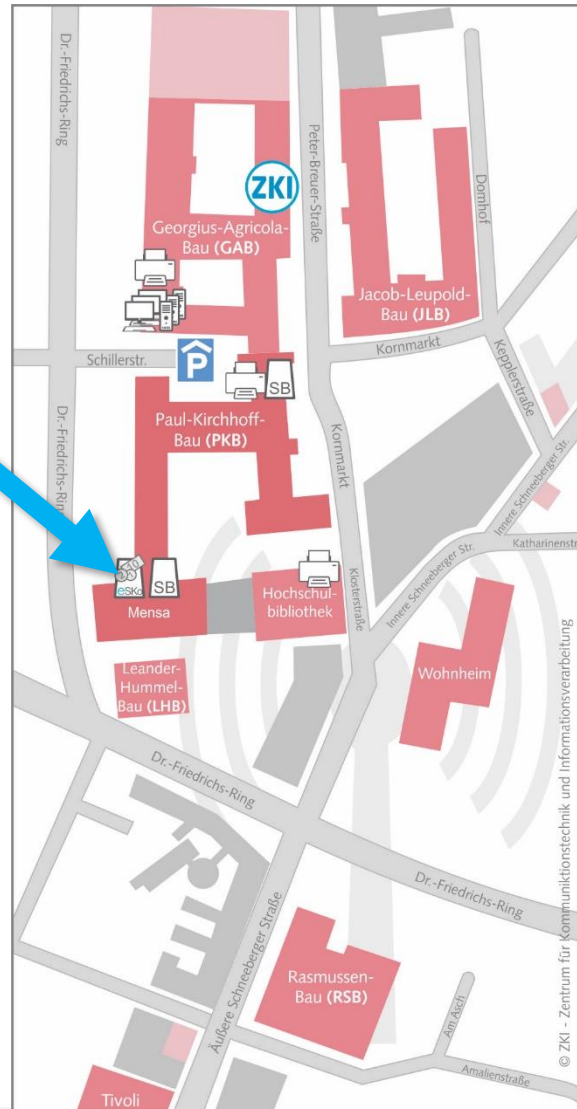 Dr.-Friedrichs-Ring
ZKI
Peter-Breuer-Straße
Domhof
Georgius-Agricola-
Bau (GAB)
Jacob-Leupold-
Bau (JLB)
Schillerstr.
P
SB
Kornmarkt
Kepplerstraße
Paul-Kirchhoff-
Bau (PKB)
Kornmarkt
Dr.-Friedrichs-Ring
Innere Schneeberger Str.
Katharinenstr
eSKa
SB
Mensa
Hochschul-
bibliothek
Klosterstraße
Innere Schneeberger Str.
Leander-
Hummel-
Bau (LHB)
Wohnheim
Dr.-Friedrichs-Ring
Dr.-Friedrichs-Ring
Äußere Schneeberger Straße
Rasmussen-
Bau (RSB)
Am Asch
Amalienstraße
Tivoli
© ZKI - Zentrum für Kommuniktionstechnik und Informationsverarbeitung